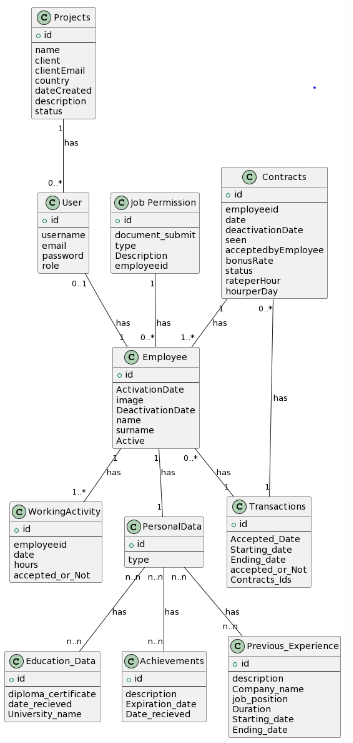 C Projects
id
name
client
clientEmail
country
dateCreated
description
status
1
has
0..*
C User
id
username
email
password
role
C Job Permission
id
document_submit
type
Description
employeeid
C Contracts
id
employeeid
date
deactivationDate
seen
acceptedbyEmployee
bonusRate
status
rateperHour
hourperDay
0..1
has
1
1
has
0..*
1
has
1..*
0..*
has
1
C Employee
id
ActivationDate
image
DeactivationDate
name
surname
Active
1
has
1..*
1
has
1
0..*
has
1
C WorkingActivity
id
employeeid
date
hours
accepted_or_Not
C PersonalData
id
type
C Transactions
id
Accepted_Date
Starting_date
Ending_date
accepted_or_Not
Contracts_Ids
n..n
has
n..n
n..n
has
n..n
n..n
has
n..n
C Education_Data
id
diploma_certificate
date_recieved
University_name
C Achievements
id
description
Expiration_date
Date_recieved
C Previous_Experience
id
description
Company_name
job_position
Duration
Starting_date
Ending_date